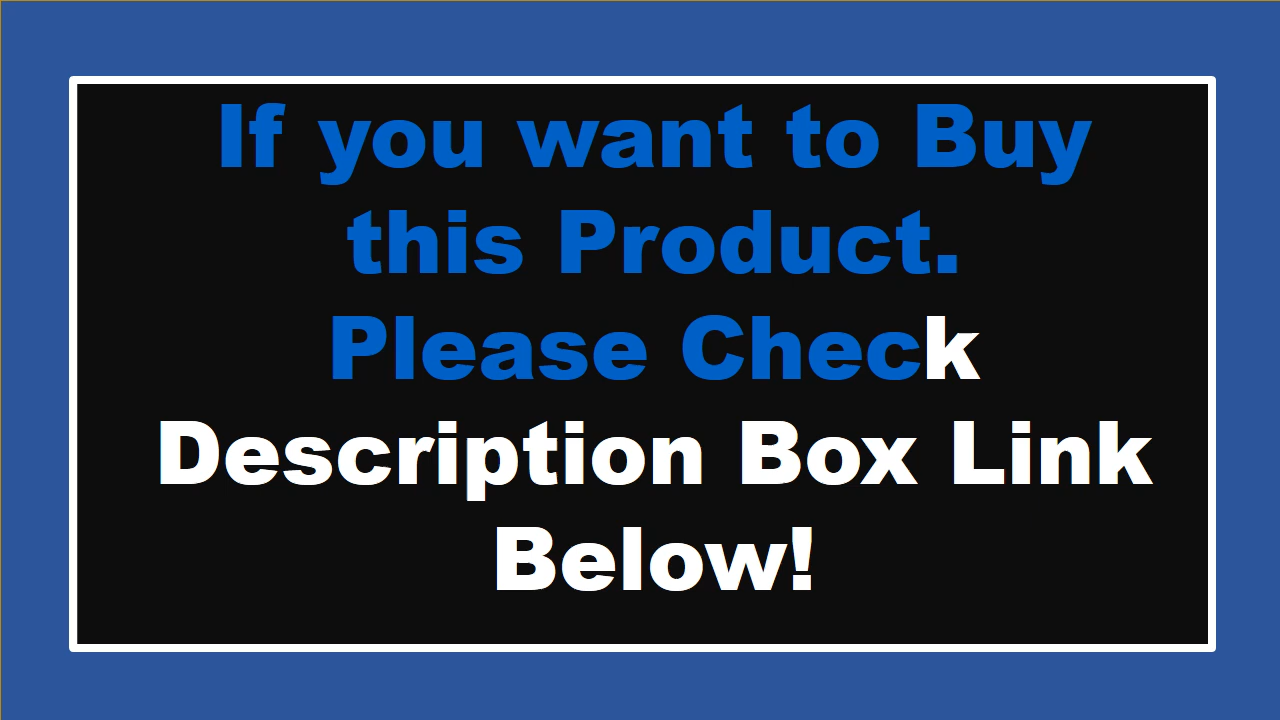 If you want to Buy
this Product.
Please Check
Description Box Link
Below!